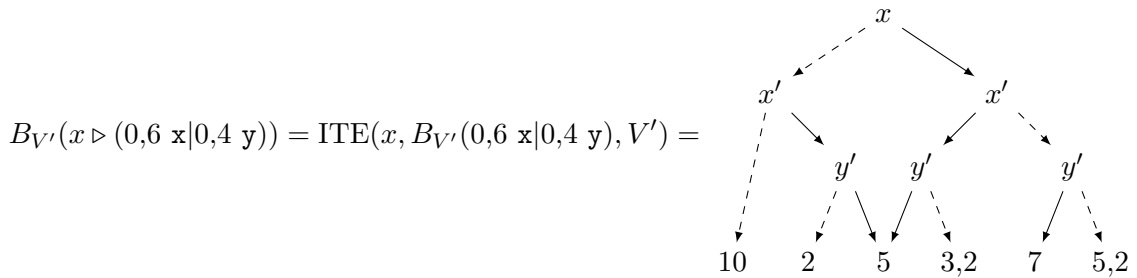 x
x′ x′
B_{V′}(x ▷ (0,6 x|0,4 y)) = ITE(x, B_{V′}(0,6 x|0,4 y), V′) =
y′ y′ y′
10 2 5 3,2 7 5,2